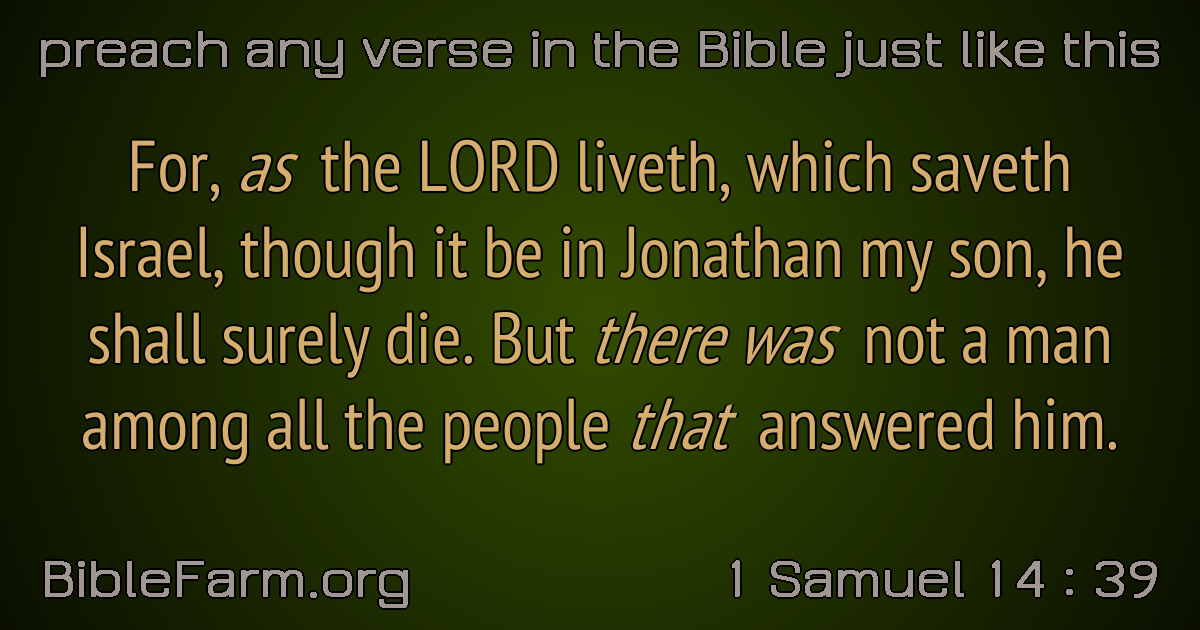 preach any verse in the Bible just like this
For, as the LORD liveth, which saveth
Israel, though it be in Jonathan my son, he
shall surely die. But there was not a man
among all the people that answered him.
BibleFarm.org
1 Samuel 14 : 39